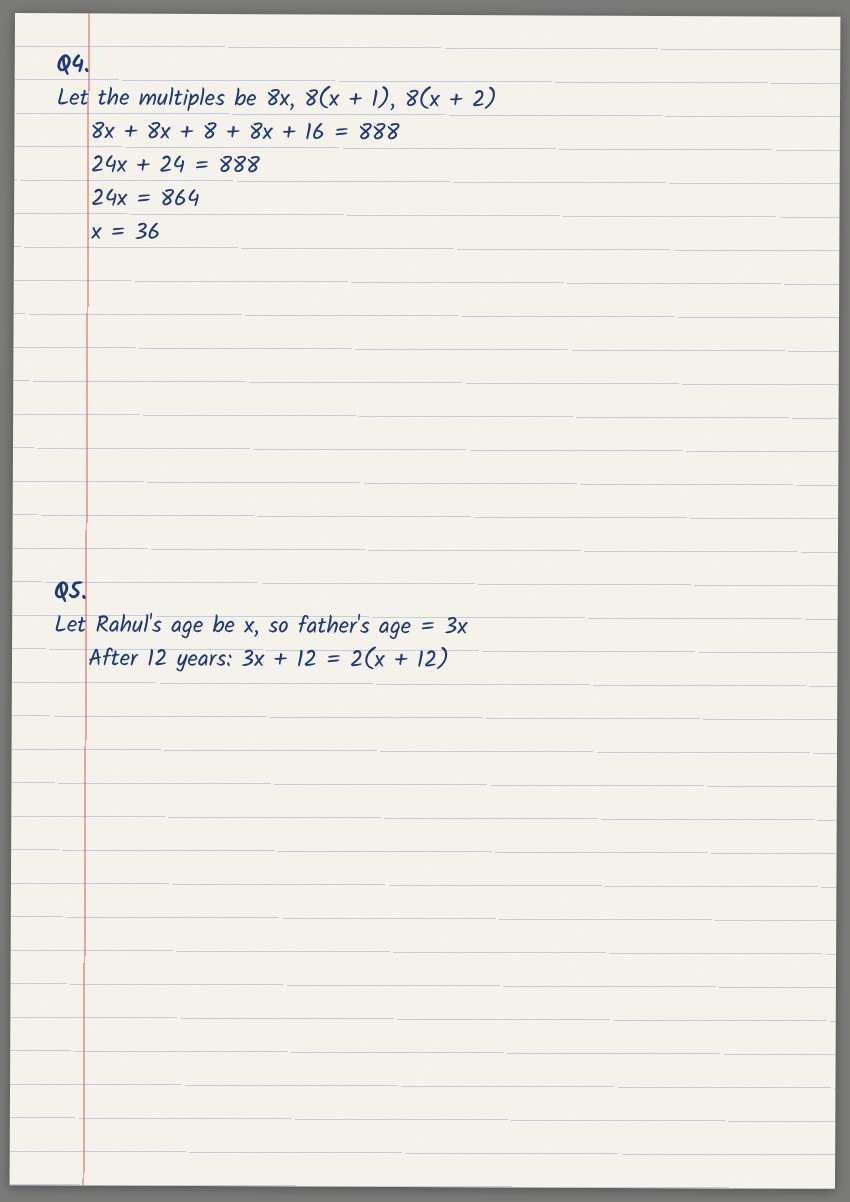 Q4.
Let the multiples be 8x, 8(x + 1), 8(x + 2)
8x + 8x + 8 + 8x + 16 = 888
24x + 24 = 888
24x = 864
x = 36
Q5.
Let Rahul's age be x, so father's age = 3x
After 12 years: 3x + 12 = 2(x + 12)